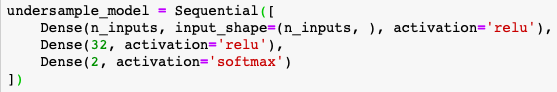 undersample_model = Sequential([
    Dense(n_inputs, input_shape=(n_inputs, ), activation='relu'),
    Dense(32, activation='relu'),
    Dense(2, activation='softmax')
])